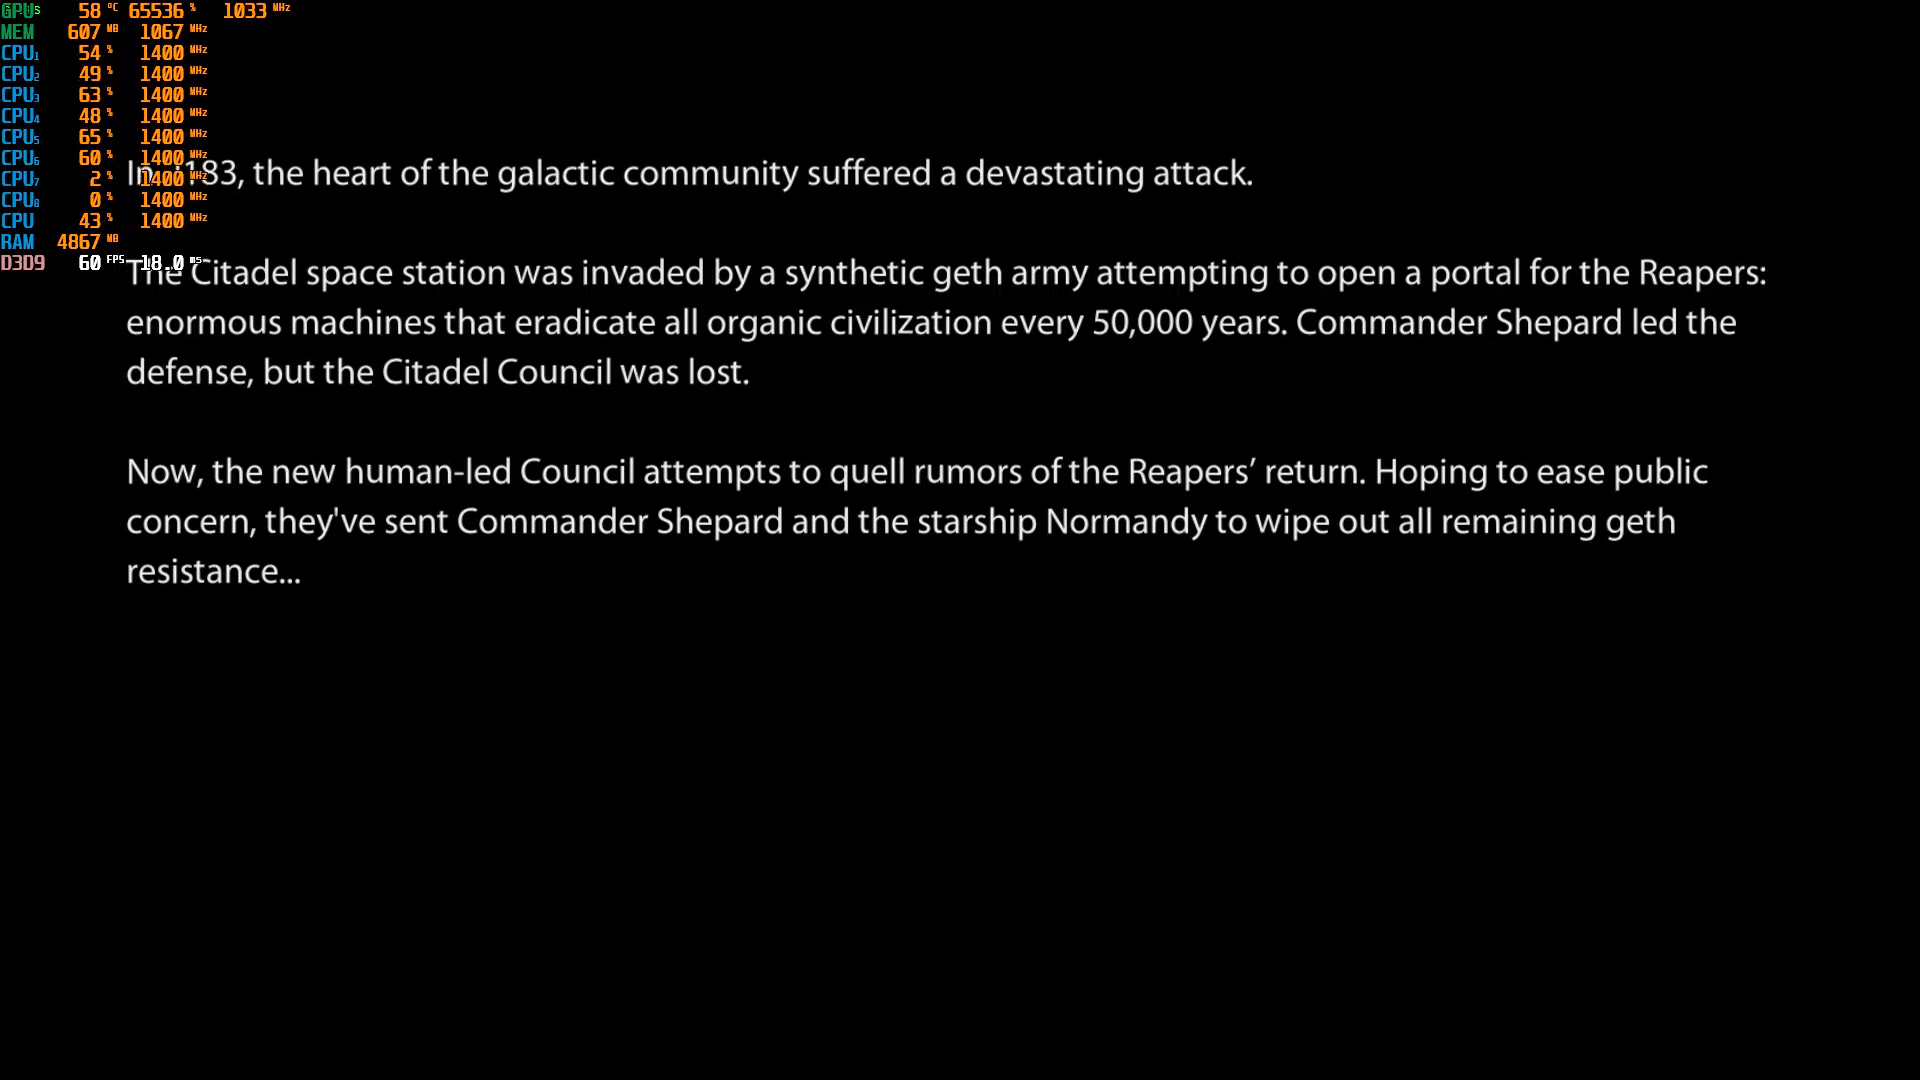 GPU 58 °C 65536 % 1033 MHz
MEM 607 MB 1067 MHz
CPU1 54 % 1400 MHz
CPU2 49 % 1400 MHz
CPU3 63 % 1400 MHz
CPU4 48 % 1400 MHz
CPU5 65 % 1400 MHz
CPU6 60 % 1400 MHz
CPU7 2 % 1400 MHz
CPU8 0 % 1400 MHz
CPU 43 % 1400 MHz
RAM 4867 MB
D3D9 60 FPS 18.0 ms
In 183, the heart of the galactic community suffered a devastating attack.
The Citadel space station was invaded by a synthetic geth army attempting to open a portal for the Reapers:
enormous machines that eradicate all organic civilization every 50,000 years. Commander Shepard led the
defense, but the Citadel Council was lost.
Now, the new human-led Council attempts to quell rumors of the Reapers’ return. Hoping to ease public
concern, they've sent Commander Shepard and the starship Normandy to wipe out all remaining geth
resistance...